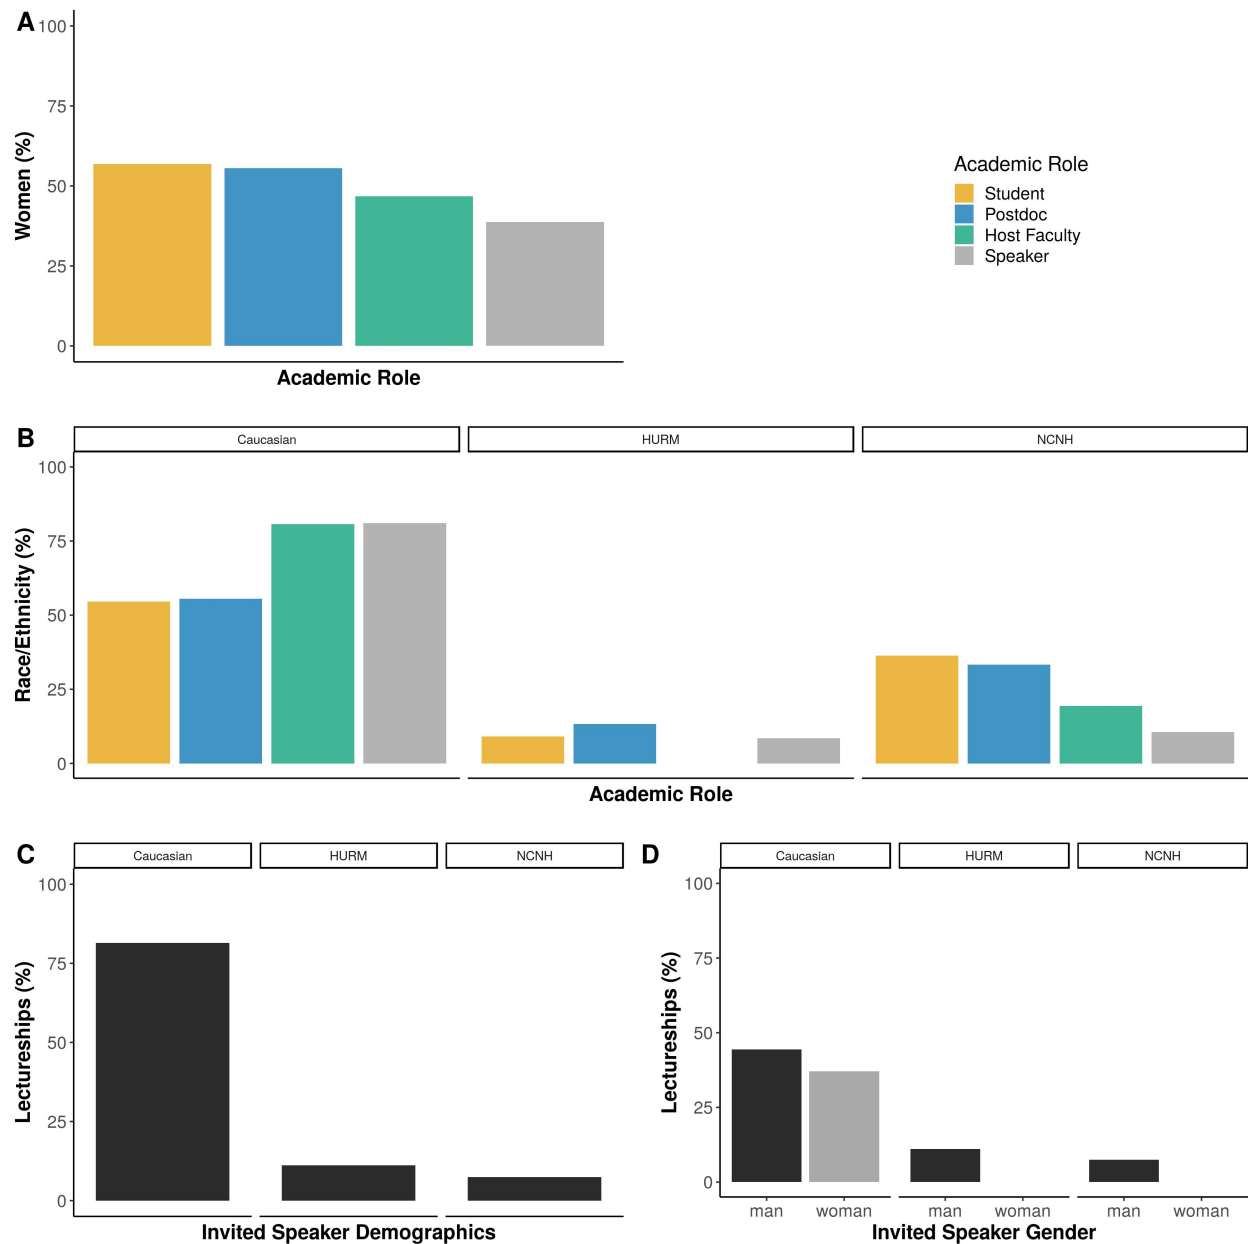 A
100
75
50
25
0
Women (%)
Academic Role
Academic Role
Student
Postdoc
Host Faculty
Speaker
B
Caucasian HURM NCNH
100
75
50
25
0
Race/Ethnicity (%)
Academic Role
C
Caucasian HURM NCNH
100
75
50
25
0
Lectureships (%)
Invited Speaker Demographics
D
Caucasian HURM NCNH
100
75
50
25
0
Lectureships (%)
man woman man woman man woman
Invited Speaker Gender